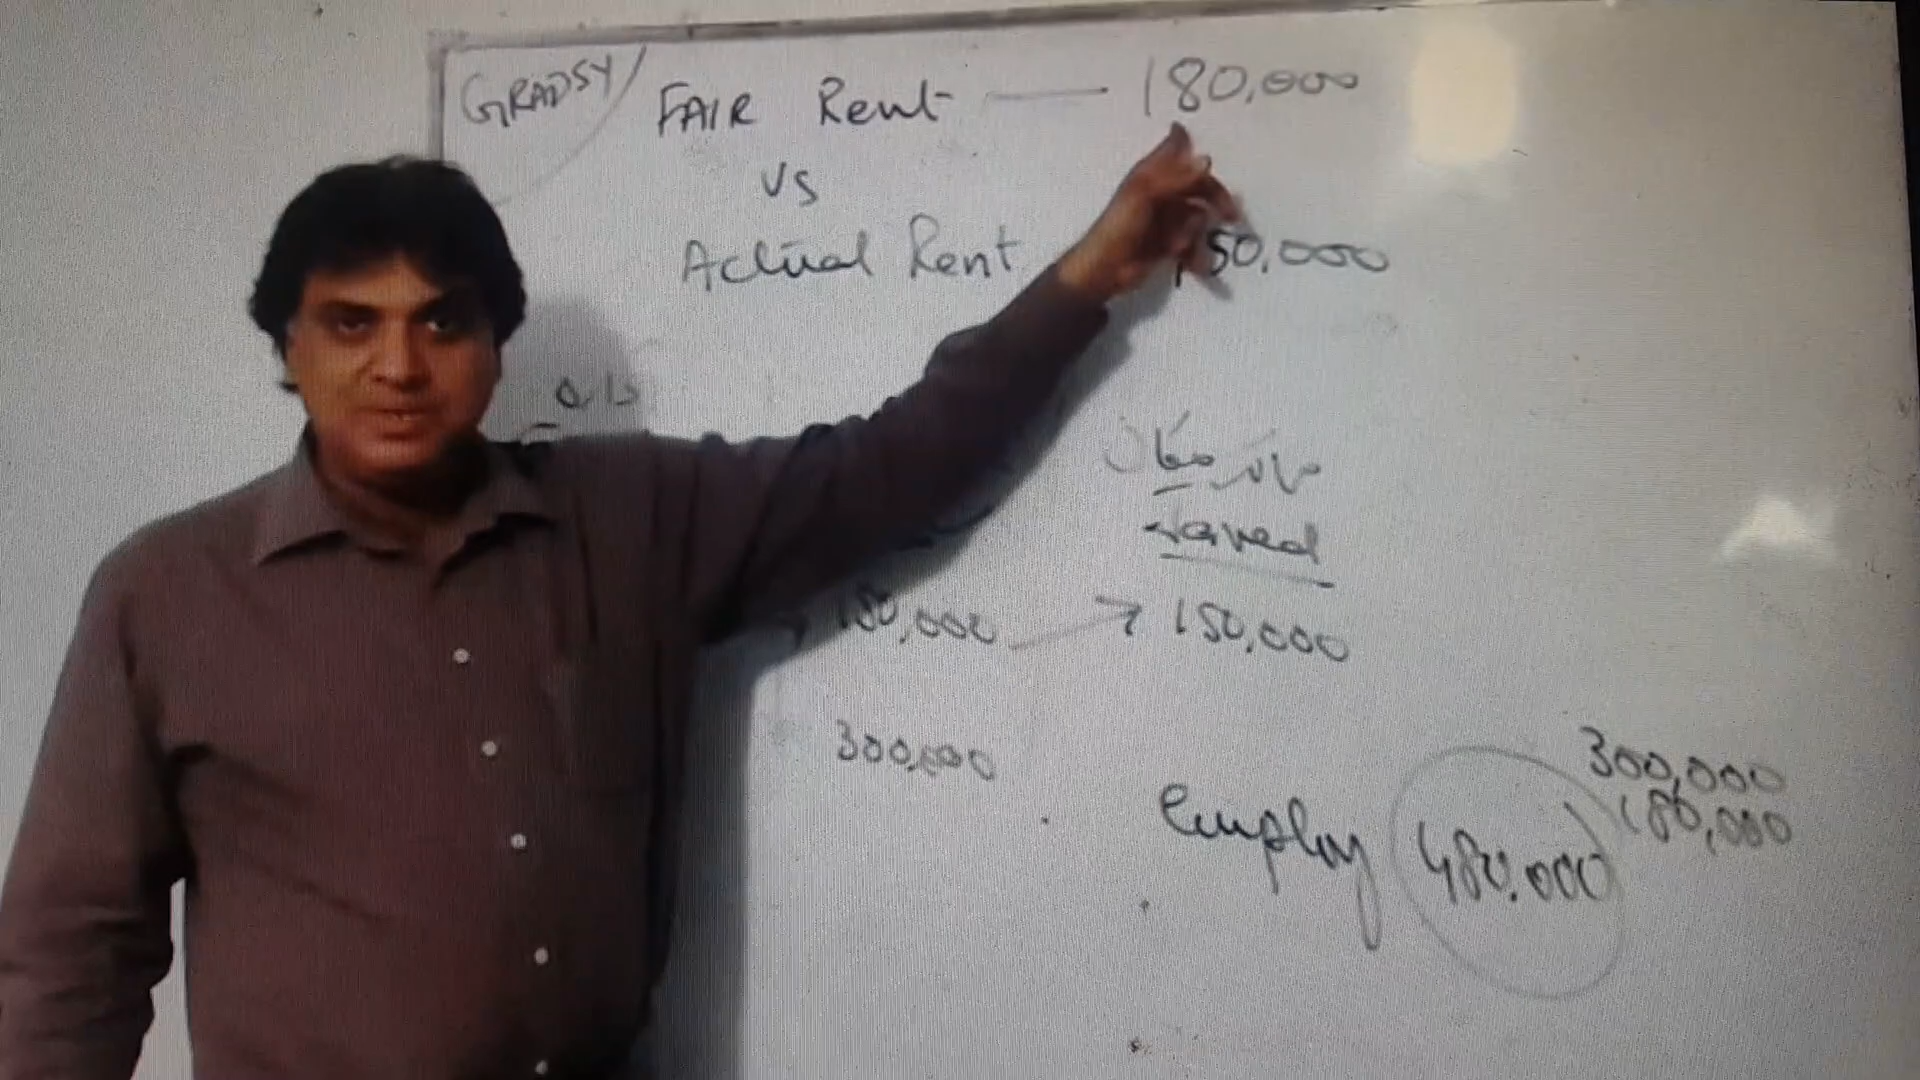 GRADSY
FAIR Rent — 180,000
vs
Actual Rent 150,000
مالک مکان
Javed
180,000 → 150,000
300,000
300,000
180,000
employ 480,000